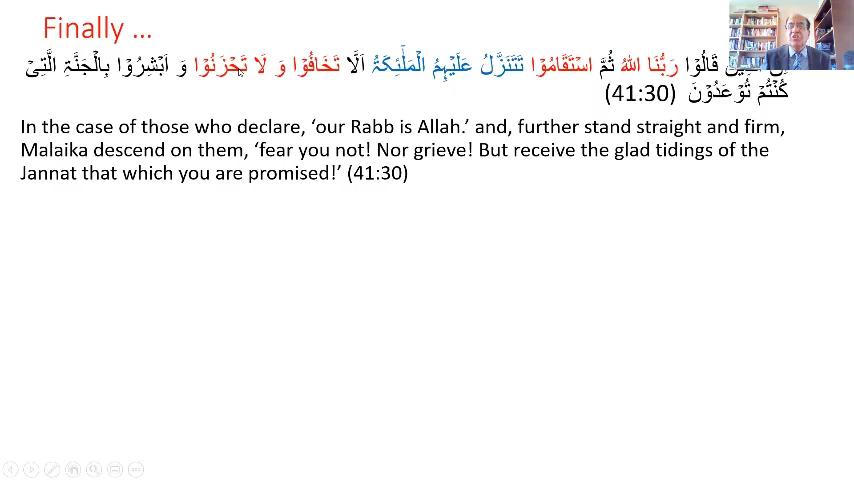 Finally ...
قَالُوۡا رَبُّنَا اللّٰهُ ثُمَّ اسۡتَقَامُوۡا تَتَنَزَّلُ عَلَيۡهِمُ الۡمَلٰٓئِكَةُ اَلَّا تَخَافُوۡا وَ لَا تَحۡزَنُوۡا وَ اَبۡشِرُوۡا بِالۡجَنَّةِ الَّتِىۡ
كُنۡتُمۡ تُوۡعَدُوۡنَ (41:30)
In the case of those who declare, ‘our Rabb is Allah.’ and, further stand straight and firm,
Malaika descend on them, ‘fear you not! Nor grieve! But receive the glad tidings of the
Jannat that which you are promised!’ (41:30)